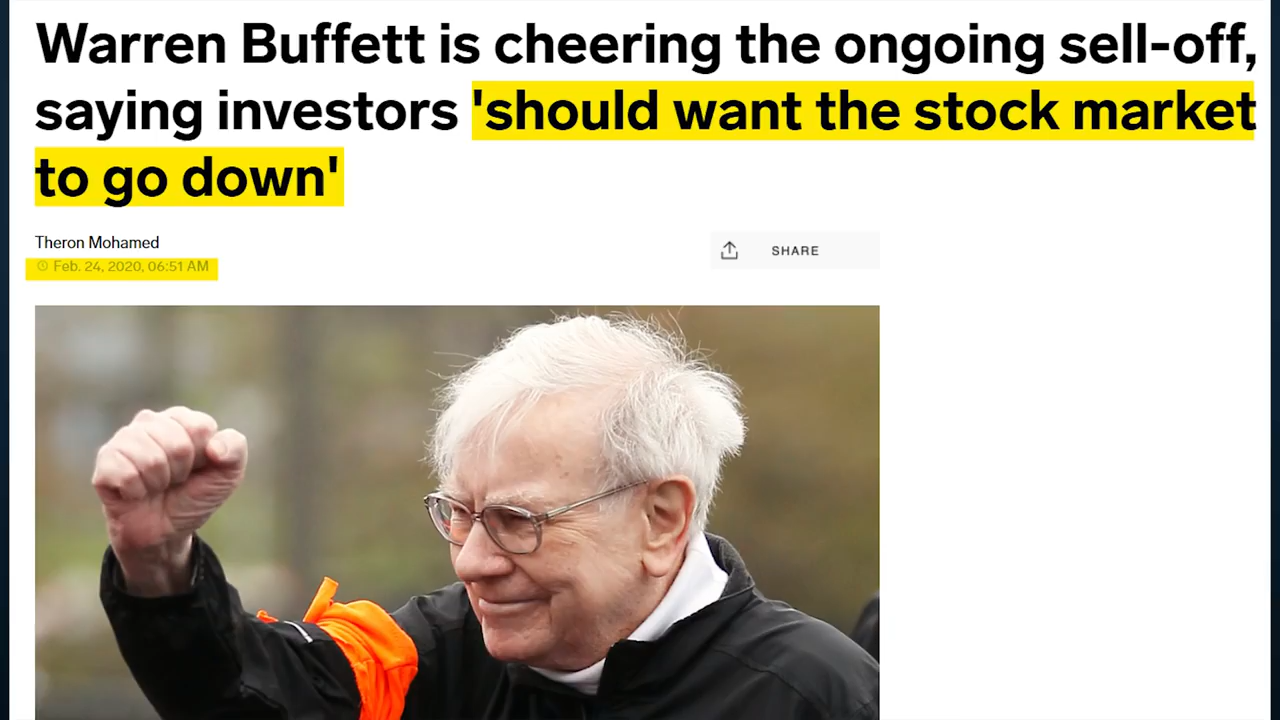 Warren Buffett is cheering the ongoing sell-off,
saying investors 'should want the stock market
to go down'
Theron Mohamed
Feb. 24, 2020, 06:51 AM
SHARE